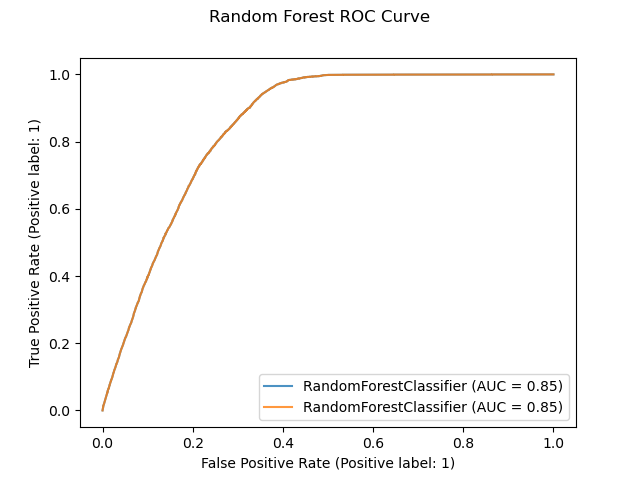 Random Forest ROC Curve
True Positive Rate (Positive label: 1)
1.0
0.8
0.6
0.4
0.2
0.0
RandomForestClassifier (AUC = 0.85)
RandomForestClassifier (AUC = 0.85)
0.0 0.2 0.4 0.6 0.8 1.0
False Positive Rate (Positive label: 1)